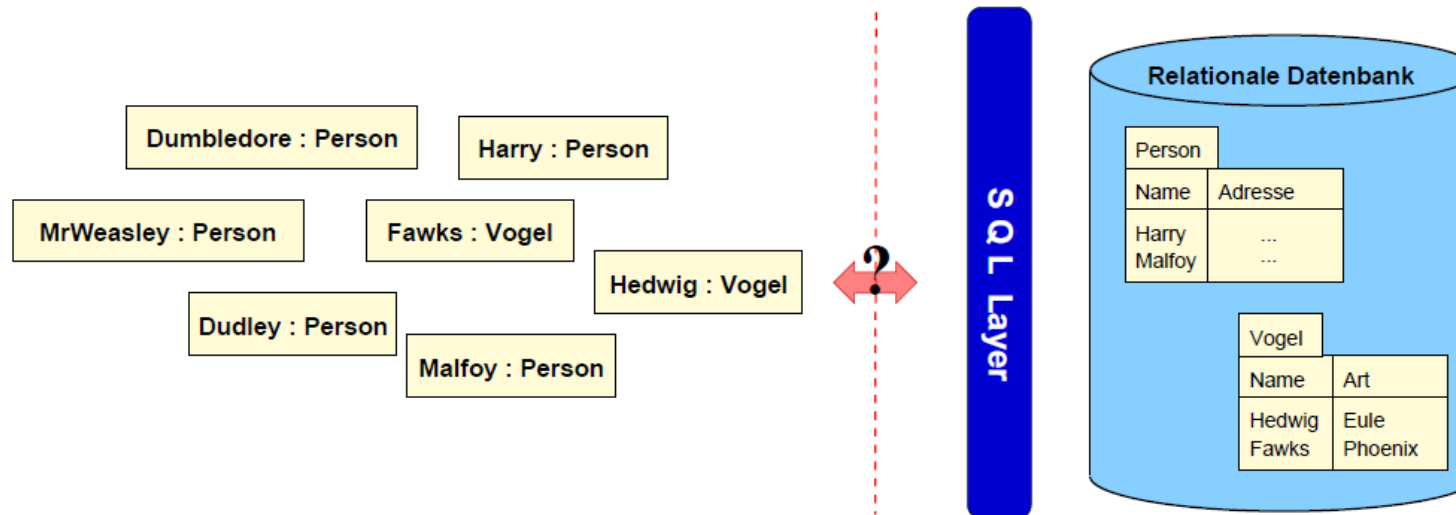 Dumbledore : Person
Harry : Person
MrWeasley : Person
Fawks : Vogel
Hedwig : Vogel
Dudley : Person
Malfoy : Person
?
SQL Layer
Relationale Datenbank
Person
Name Adresse
Harry ...
Malfoy ...
Vogel
Name Art
Hedwig Eule
Fawks Phoenix